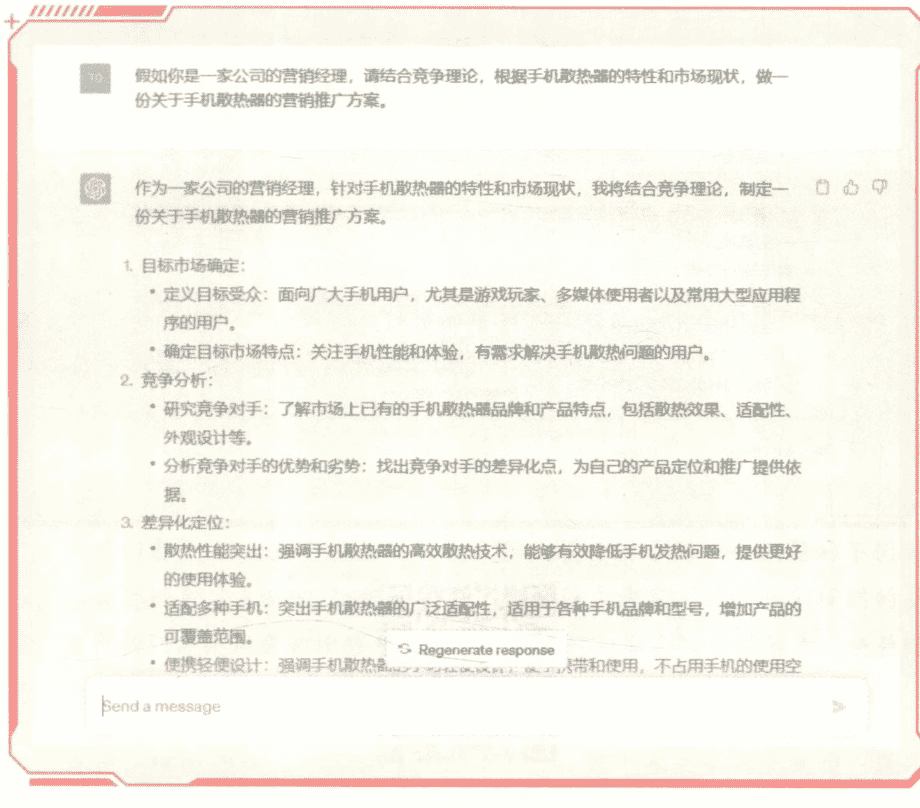 TO
假如你是一家公司的营销经理，请结合竞争理论，根据手机散热器的特性和市场现状，做一
份关于手机散热器的营销推广方案。
作为一家公司的营销经理，针对手机散热器的特性和市场现状，我将结合竞争理论，制定一
份关于手机散热器的营销推广方案。
1. 目标市场确定：
• 定义目标受众：面向广大手机用户，尤其是游戏玩家、多媒体使用者以及常用大型应用程
序的用户。
• 确定目标市场特点：关注手机性能和体验，有需求解决手机散热问题的用户。
2. 竞争分析：
• 研究竞争对手：了解市场上已有的手机散热器品牌和产品特点，包括散热效果、适配性、
外观设计等。
• 分析竞争对手的优势和劣势：找出竞争对手的差异化点，为自己的产品定位和推广提供依
据。
3. 差异化定位：
• 散热性能突出：强调手机散热器的高效散热技术，能够有效降低手机发热问题，提供更好
的使用体验。
• 适配多种手机：突出手机散热器的广泛适配性，适用于各种手机品牌和型号，增加产品的
可覆盖范围。
Regenerate response
• 便携轻便设计：强调手机散热 携带和使用，不占用手机的使用空
Send a message